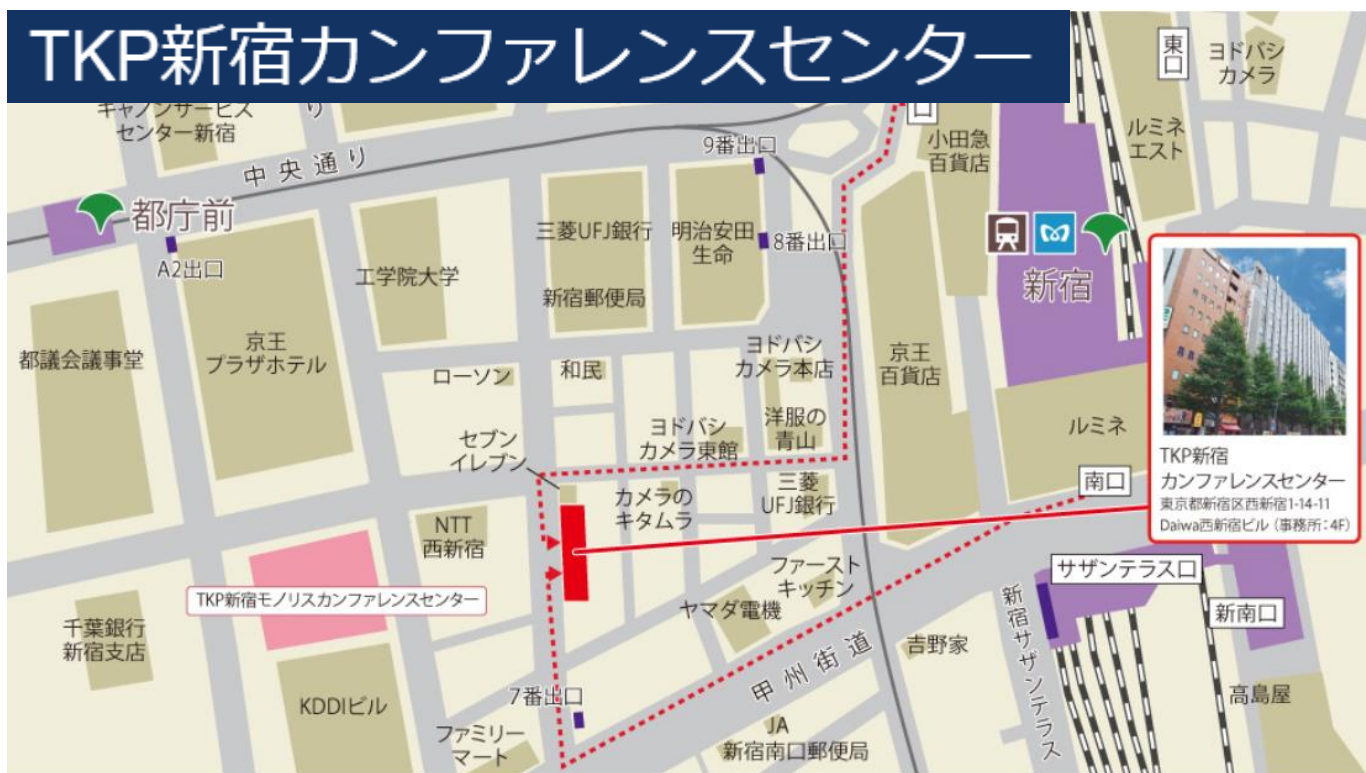 TKP新宿カンファレンスセンター
キヤノンサービス
センター新宿
り
中央通り
都庁前
A2出口
9番出口
8番出口
口
小田急
百貨店
東口
ヨドバシ
カメラ
ルミネ
エスト
三菱UFJ銀行
新宿郵便局
明治安田
生命
工学院大学
新宿
都議会議事堂
京王
プラザホテル
ローソン
和民
ヨドバシ
カメラ本店
京王
百貨店
セブン
イレブン
ヨドバシ
カメラ東館
洋服の
青山
ルミネ
カメラの
キタムラ
三菱
UFJ銀行
南口
TKP新宿
カンファレンスセンター
東京都新宿区西新宿1-14-11
Daiwa西新宿ビル（事務所：4F）
NTT
西新宿
TKP新宿モノリスカンファレンスセンター
ファースト
キッチン
ヤマダ電機
サザンテラス口
新宿サザンテラス
新南口
千葉銀行
新宿支店
KDDIビル
7番出口
ファミリー
マート
甲州街道
吉野家
JA
新宿南口郵便局
高島屋